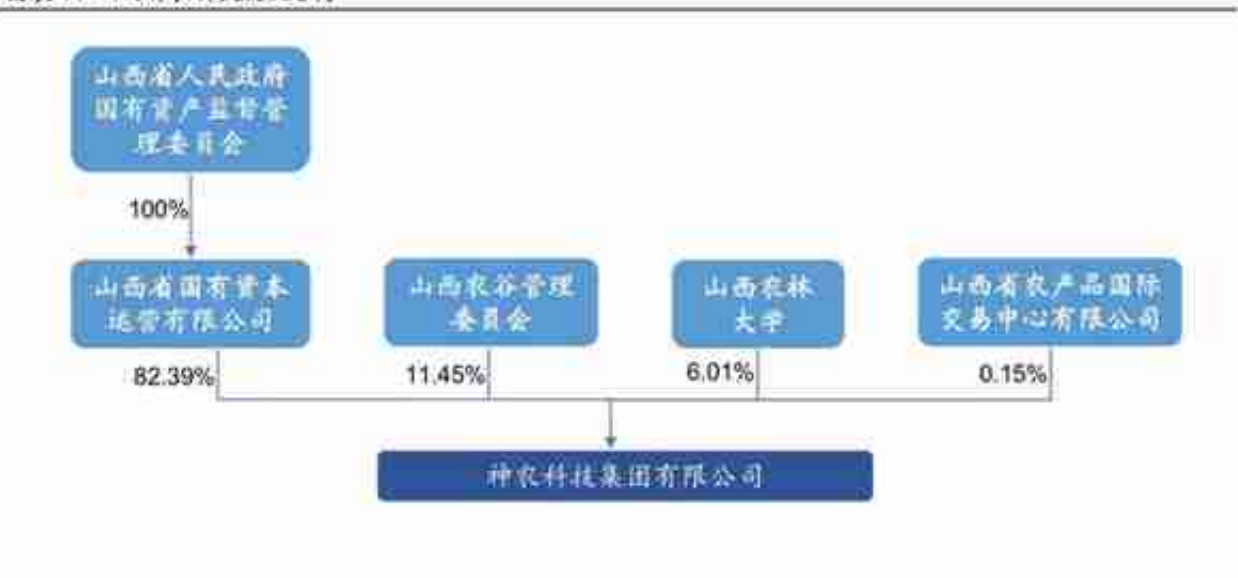 山西省人民政府
国有资产监督管
理委员会
100%
山西省国有资本
运营有限公司
山西农谷管理
委员会
山西农林
大学
山西省农产品国际
交易中心有限公司
82.39%
11.45%
6.01%
0.15%
神农科技集团有限公司